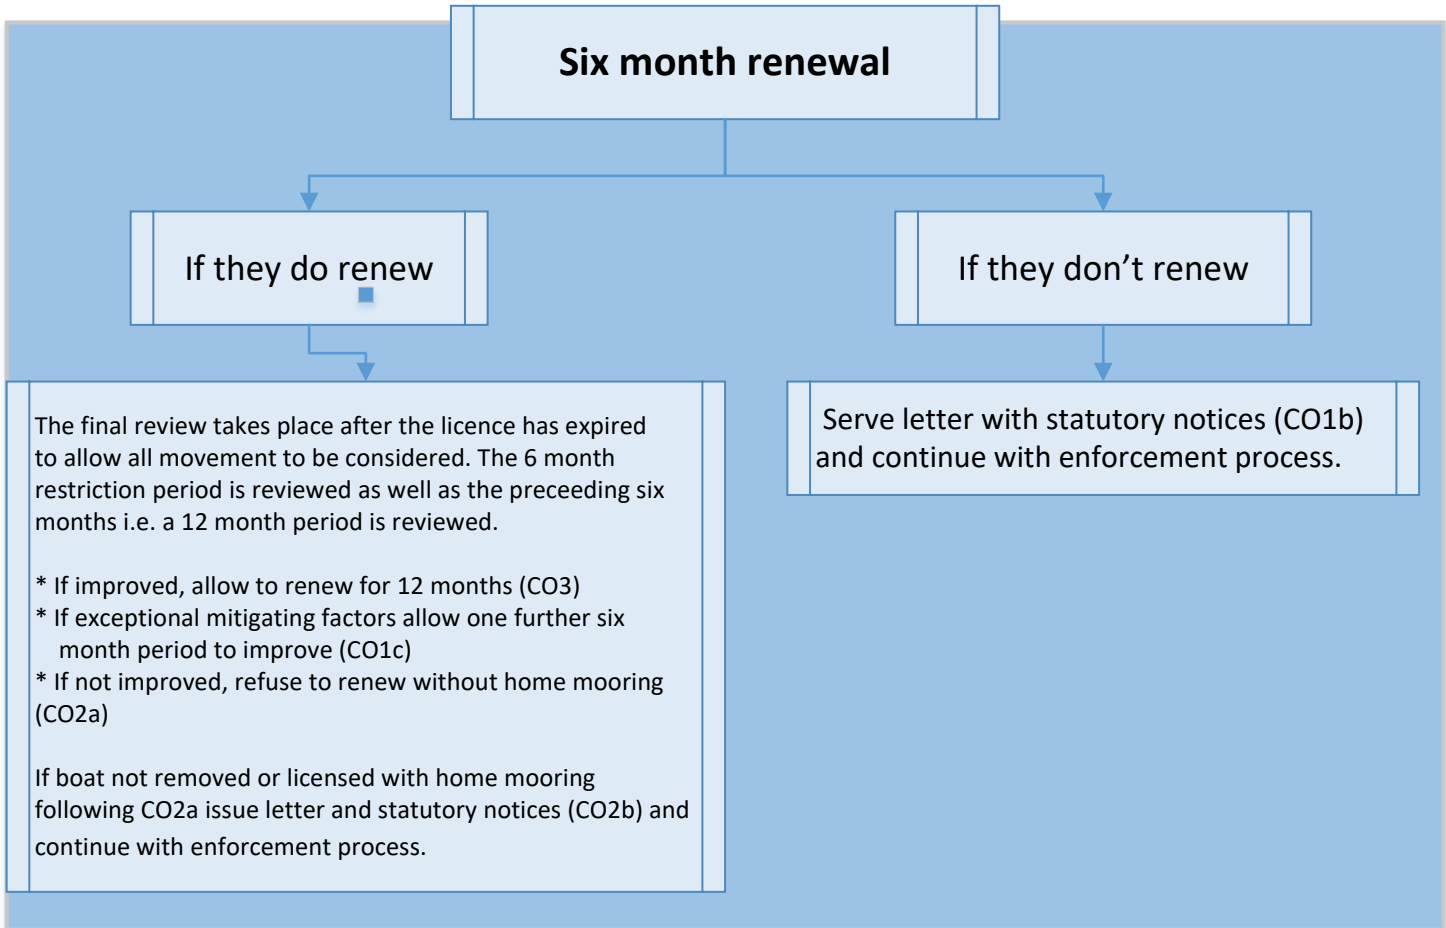 Six month renewal
If they do renew
If they don’t renew
The final review takes place after the licence has expired
to allow all movement to be considered. The 6 month
restriction period is reviewed as well as the preceeding six
months i.e. a 12 month period is reviewed.
* If improved, allow to renew for 12 months (CO3)
* If exceptional mitigating factors allow one further six
month period to improve (CO1c)
* If not improved, refuse to renew without home mooring
(CO2a)
If boat not removed or licensed with home mooring
following CO2a issue letter and statutory notices (CO2b) and
continue with enforcement process.
Serve letter with statutory notices (CO1b)
and continue with enforcement process.